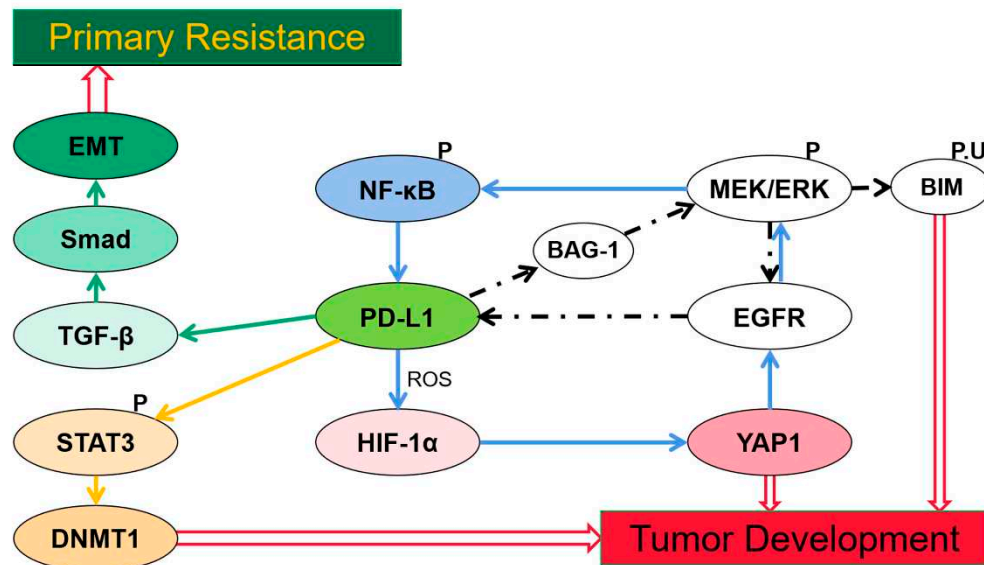 Primary Resistance
EMT
Smad
TGF-β
P
STAT3
DNMT1
P
NF-κB
BAG-1
PD-L1
ROS
HIF-1α
P
MEK/ERK
P.U
BIM
EGFR
YAP1
Tumor Development